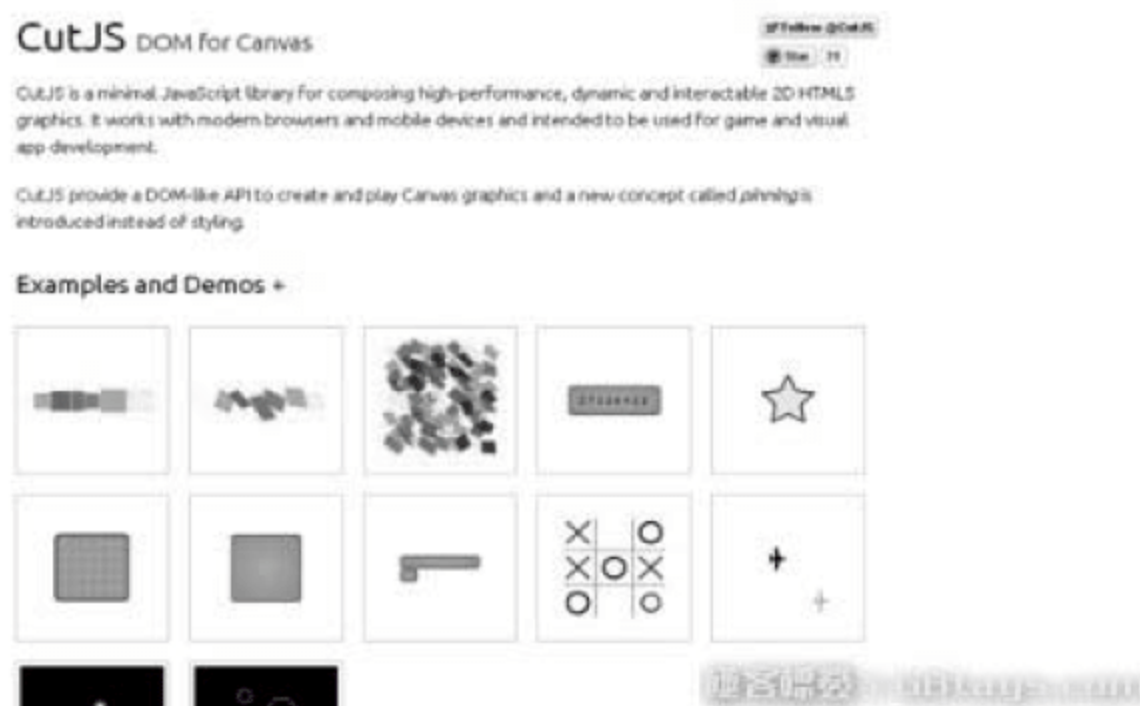 CutJS DOM for Canvas
Follow @CutJS
Star
CutJS is a minimal JavaScript library for composing high-performance, dynamic and interactable 2D HTML5
graphics. It works with modern browsers and mobile devices and intended to be used for game and visual
app development.
CutJS provide a DOM-like API to create and play Canvas graphics and a new concept called pinning is
introduced instead of styling.
Examples and Demos +
X O
X O X
O O